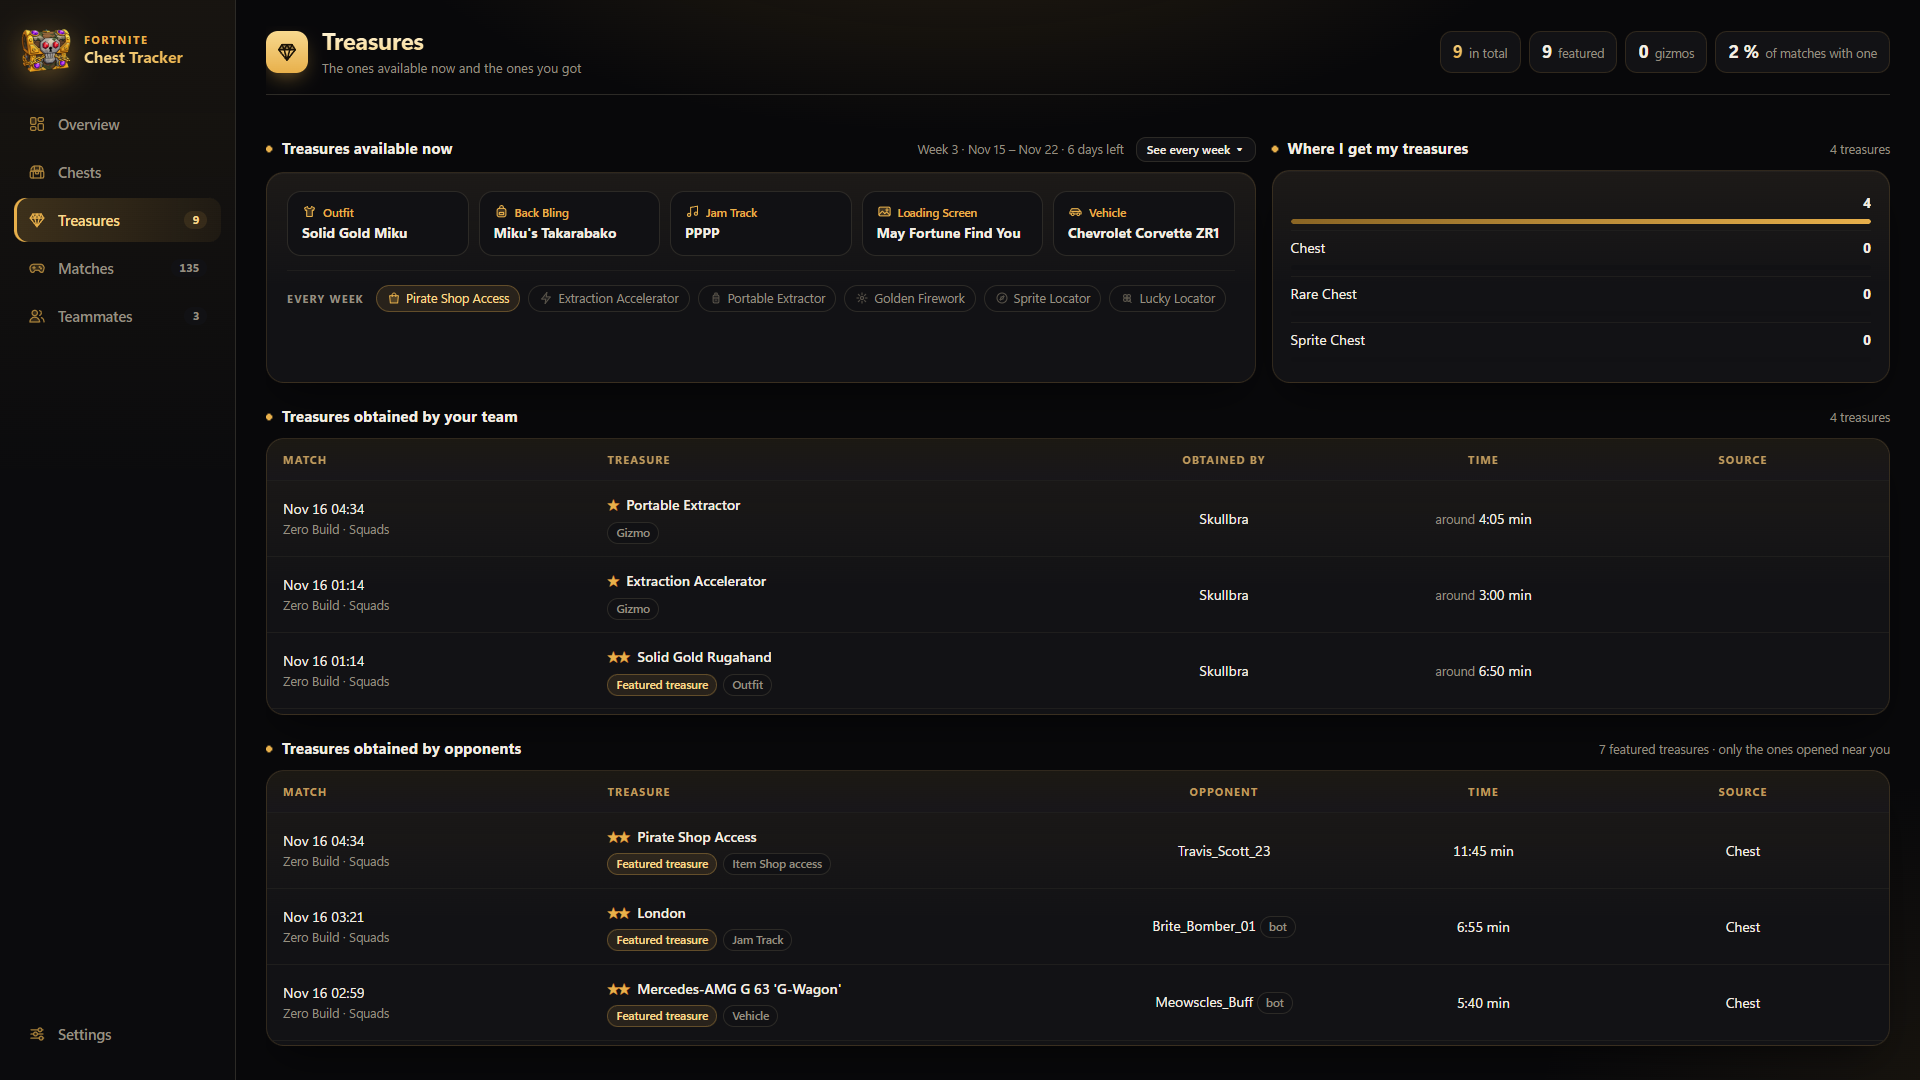 FORTNITE
Chest Tracker
Overview
Chests
Treasures 9
Matches 135
Teammates 3
Settings
Treasures
The ones available now and the ones you got
9 in total
9 featured
0 gizmos
2 % of matches with one
Treasures available now
Week 3 · Nov 15 – Nov 22 · 6 days left
See every week
Outfit
Solid Gold Miku
Back Bling
Miku's Takarabako
Jam Track
PPPP
Loading Screen
May Fortune Find You
Vehicle
Chevrolet Corvette ZR1
EVERY WEEK
Pirate Shop Access
Extraction Accelerator
Portable Extractor
Golden Firework
Sprite Locator
Lucky Locator
Where I get my treasures
4 treasures
4
Chest 0
Rare Chest 0
Sprite Chest 0
Treasures obtained by your team
4 treasures
MATCH TREASURE OBTAINED BY TIME SOURCE
Nov 16 04:34
Zero Build · Squads
Portable Extractor
Gizmo
Skullbra
around 4:05 min
Nov 16 01:14
Zero Build · Squads
Extraction Accelerator
Gizmo
Skullbra
around 3:00 min
Nov 16 01:14
Zero Build · Squads
Solid Gold Rugahand
Featured treasure
Outfit
Skullbra
around 6:50 min
Treasures obtained by opponents
7 featured treasures · only the ones opened near you
MATCH TREASURE OPPONENT TIME SOURCE
Nov 16 04:34
Zero Build · Squads
Pirate Shop Access
Featured treasure
Item Shop access
Travis_Scott_23
11:45 min
Chest
Nov 16 03:21
Zero Build · Squads
London
Featured treasure
Jam Track
Brite_Bomber_01 bot
6:55 min
Chest
Nov 16 02:59
Zero Build · Squads
Mercedes-AMG G 63 'G-Wagon'
Featured treasure
Vehicle
Meowscles_Buff bot
5:40 min
Chest